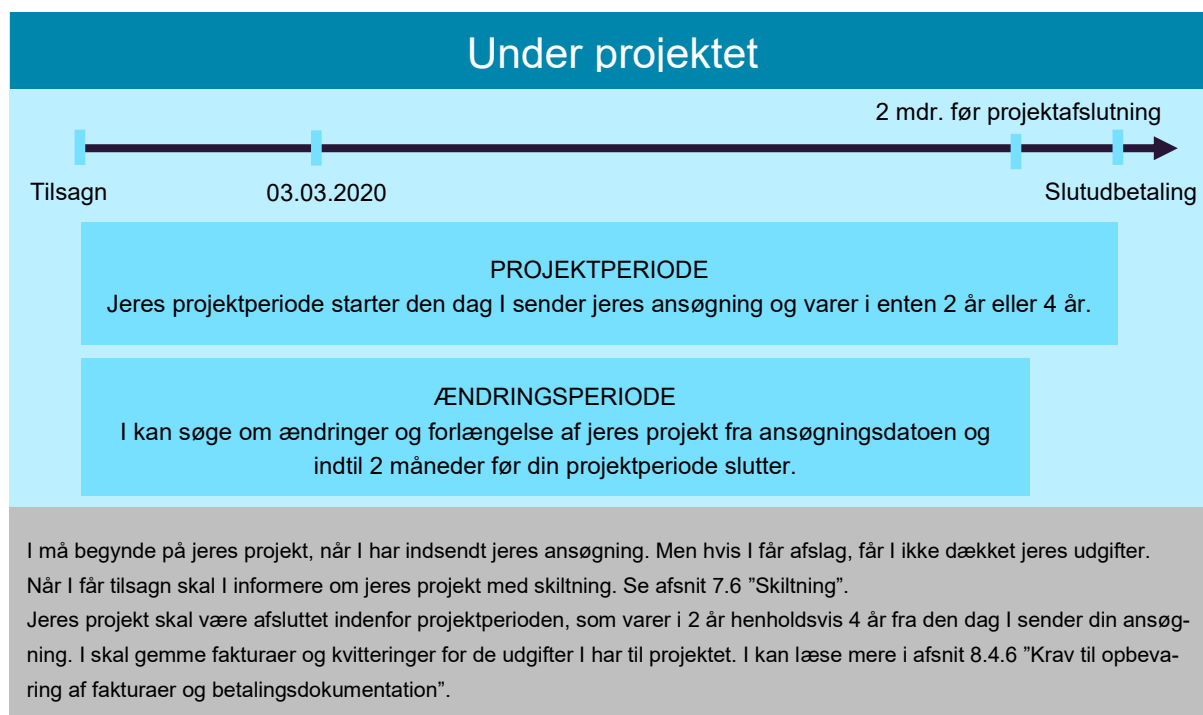 Under projektet
2 mdr. før projektafslutning
Tilsagn 03.03.2020 Slutudbetaling
PROJEKTPERIODE
Jeres projektperiode starter den dag I sender jeres ansøgning og varer i enten 2 år eller 4 år.
ÆNDRINGSPERIODE
I kan søge om ændringer og forlængelse af jeres projekt fra ansøgningsdatoen og
indtil 2 måneder før din projektperiode slutter.
I må begynde på jeres projekt, når I har indsendt jeres ansøgning. Men hvis I får afslag, får I ikke dækket jeres udgifter.
Når I får tilsagn skal I informere om jeres projekt med skiltning. Se afsnit 7.6 ”Skiltning”.
Jeres projekt skal være afsluttet indenfor projektperioden, som varer i 2 år henholdsvis 4 år fra den dag I sender din ansøg-
ning. I skal gemme fakturaer og kvitteringer for de udgifter I har til projektet. I kan læse mere i afsnit 8.4.6 ”Krav til opbeva-
ring af fakturaer og betalingsdokumentation”.